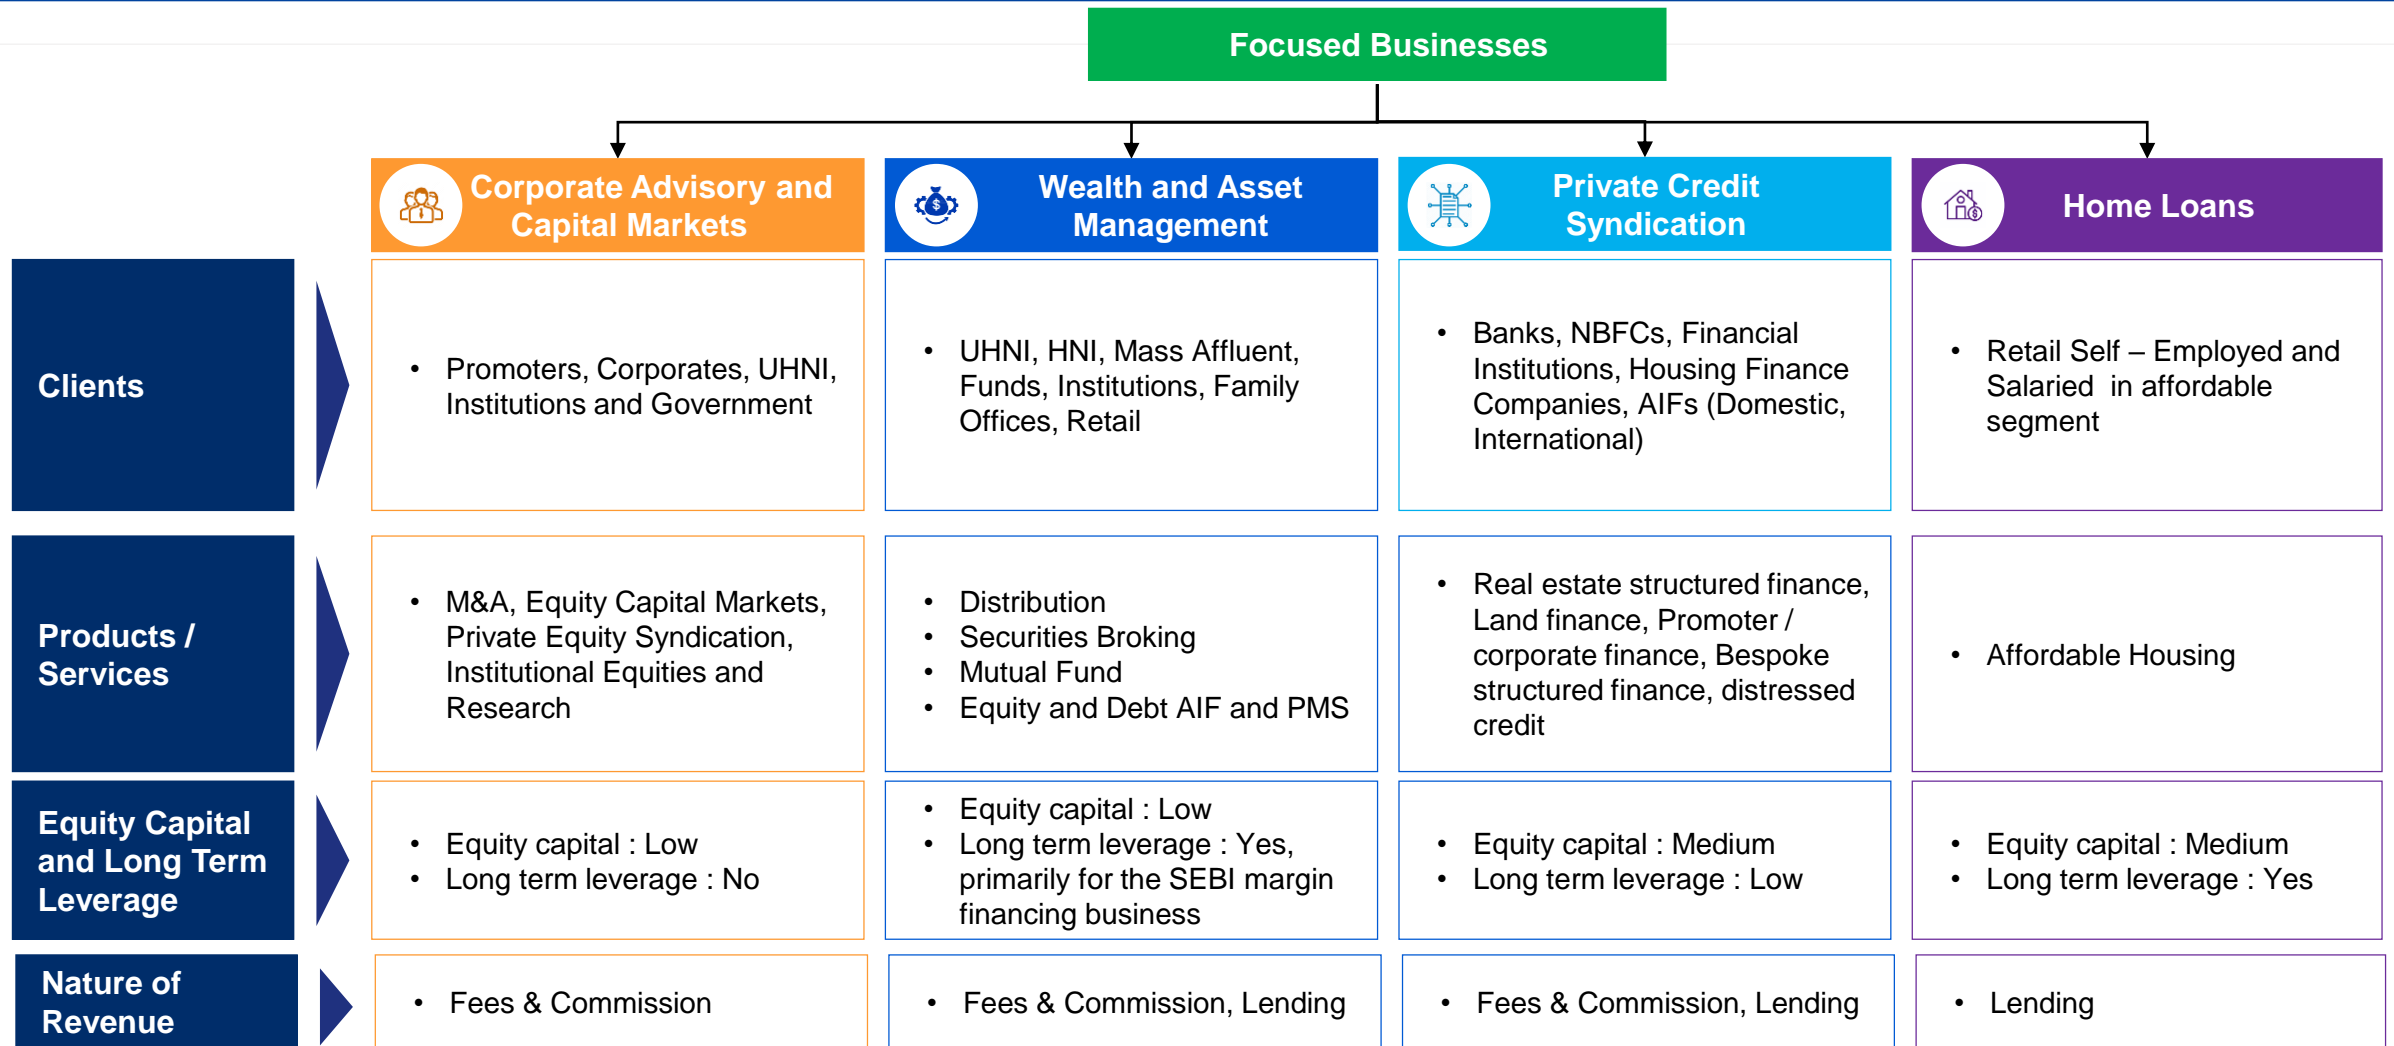 Focused Businesses
Corporate Advisory and
Capital Markets
Wealth and Asset
Management
Private Credit
Syndication
Home Loans
Clients
• Promoters, Corporates, UHNI,
Institutions and Government
• UHNI, HNI, Mass Affluent,
Funds, Institutions, Family
Offices, Retail
• Banks, NBFCs, Financial
Institutions, Housing Finance
Companies, AIFs (Domestic,
International)
• Retail Self – Employed and
Salaried in affordable
segment
Products /
Services
• M&A, Equity Capital Markets,
Private Equity Syndication,
Institutional Equities and
Research
• Distribution
• Securities Broking
• Mutual Fund
• Equity and Debt AIF and PMS
• Real estate structured finance,
Land finance, Promoter /
corporate finance, Bespoke
structured finance, distressed
credit
• Affordable Housing
Equity Capital
and Long Term
Leverage
• Equity capital : Low
• Long term leverage : No
• Equity capital : Low
• Long term leverage : Yes,
primarily for the SEBI margin
financing business
• Equity capital : Medium
• Long term leverage : Low
• Equity capital : Medium
• Long term leverage : Yes
Nature of
Revenue
• Fees & Commission
• Fees & Commission, Lending
• Fees & Commission, Lending
• Lending